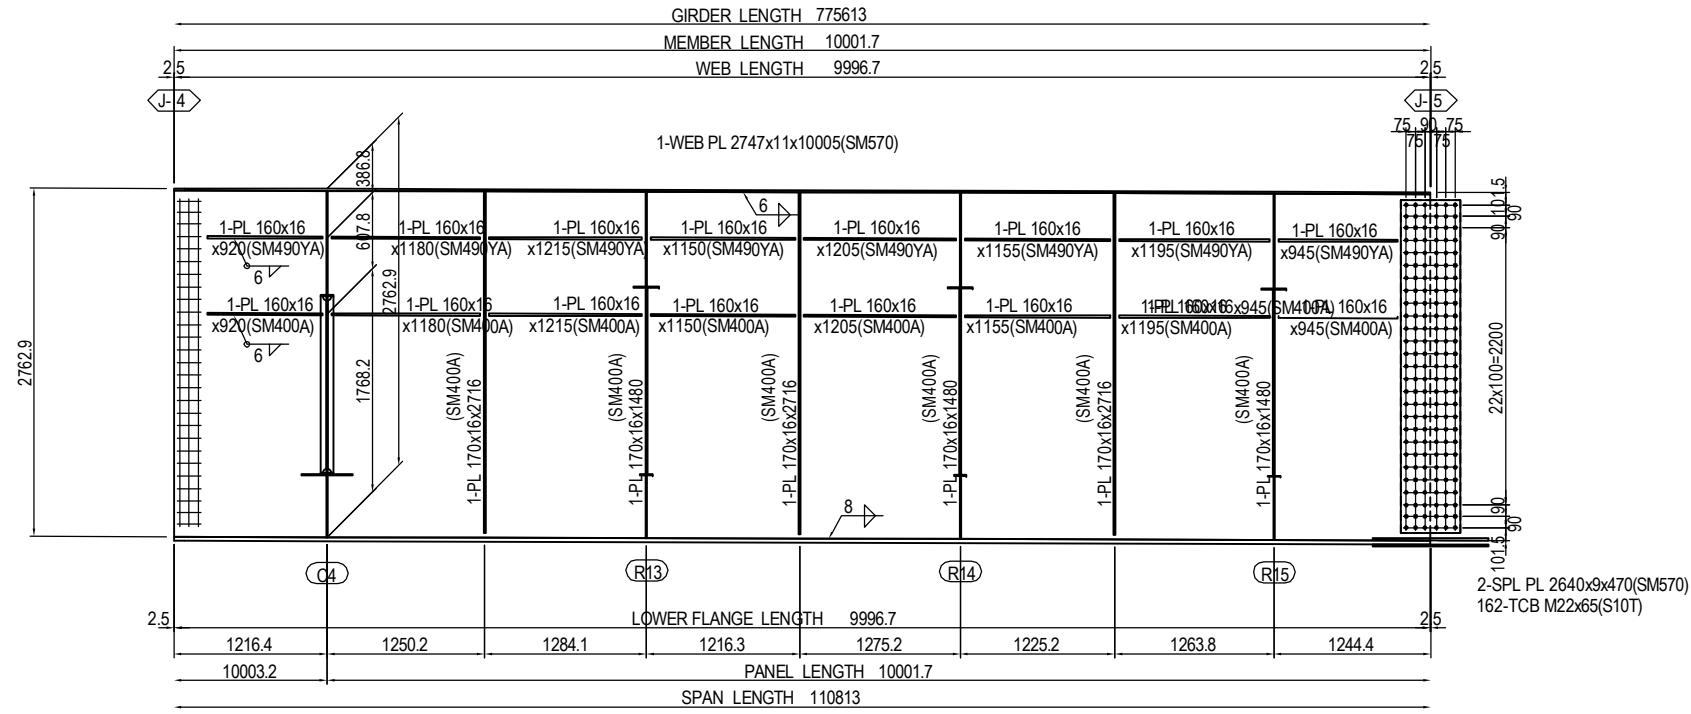 GIRDER LENGTH 775613
MEMBER LENGTH 10001.7
2.5
WEB LENGTH 9996.7
2.5
J- 4
J- 5
75 90 75
75 75
1-WEB PL 2747x11x10005(SM570)
386.8
607.8
2762.9
1768.2
2762.9
6
1-PL 160x16
x920(SM490YA)
1-PL 160x16
x1180(SM490YA)
1-PL 160x16
x1215(SM490YA)
1-PL 160x16
x1150(SM490YA)
1-PL 160x16
x1205(SM490YA)
1-PL 160x16
x1155(SM490YA)
1-PL 160x16
x1195(SM490YA)
1-PL 160x16
x945(SM490YA)
6
1-PL 160x16
x920(SM400A)
1-PL 160x16
x1180(SM400A)
1-PL 160x16
x1215(SM400A)
1-PL 160x16
x1150(SM400A)
1-PL 160x16
x1205(SM400A)
1-PL 160x16
x1155(SM400A)
1-PL 160x16
x1195(SM400A)
x945(SM400A)
1-PL 160x16
x945(SM400A)
6
1-PL 170x16x2716
(SM400A)
1-PL 170x16x1480
(SM400A)
1-PL 170x16x2716
(SM400A)
1-PL 170x16x1480
(SM400A)
1-PL 170x16x2716
(SM400A)
1-PL 170x16x1480
(SM400A)
101.5
90
90
22x100=2200
90
90
101.5
8
C4
R13
R14
R15
2-SPL PL 2640x9x470(SM570)
162-TCB M22x65(S10T)
2.5
LOWER FLANGE LENGTH 9996.7
2.5
1216.4
1250.2
1284.1
1216.3
1275.2
1225.2
1263.8
1244.4
10003.2
PANEL LENGTH 10001.7
SPAN LENGTH 110813